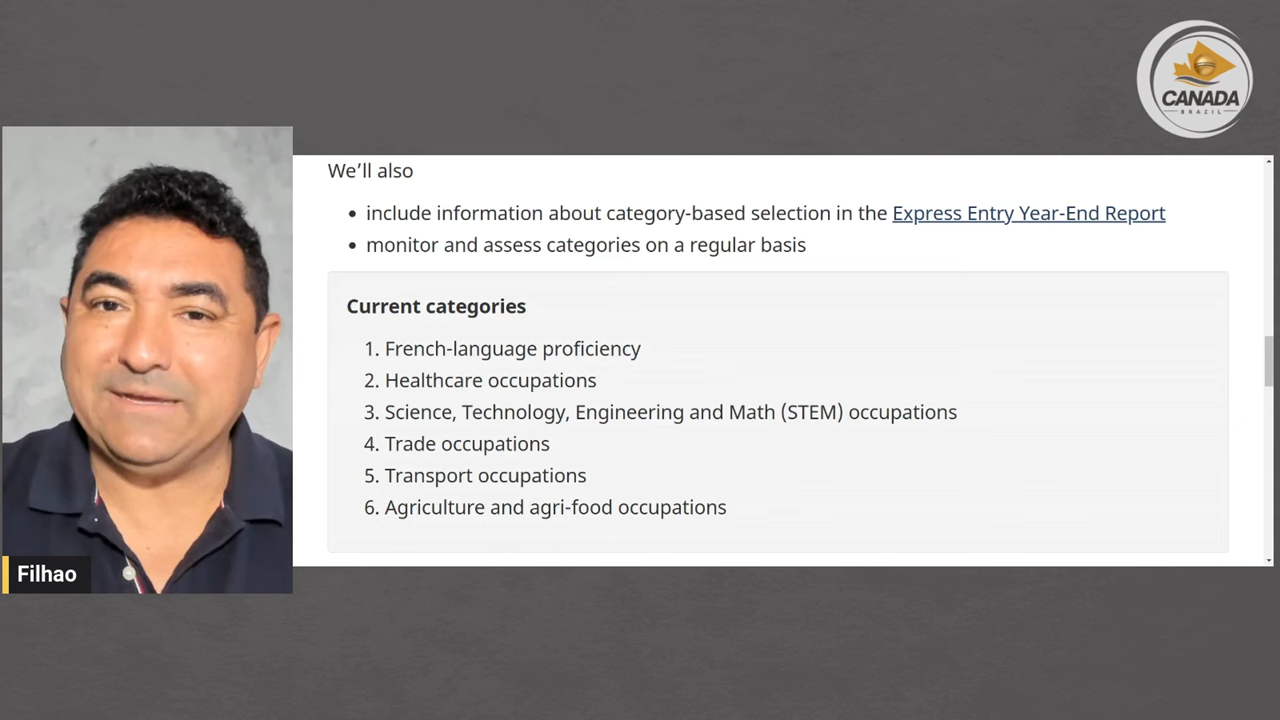 CANADA
BRAZIL
We’ll also
include information about category-based selection in the Express Entry Year-End Report
monitor and assess categories on a regular basis
Current categories
1. French-language proficiency
2. Healthcare occupations
3. Science, Technology, Engineering and Math (STEM) occupations
4. Trade occupations
5. Transport occupations
6. Agriculture and agri-food occupations
Filhao